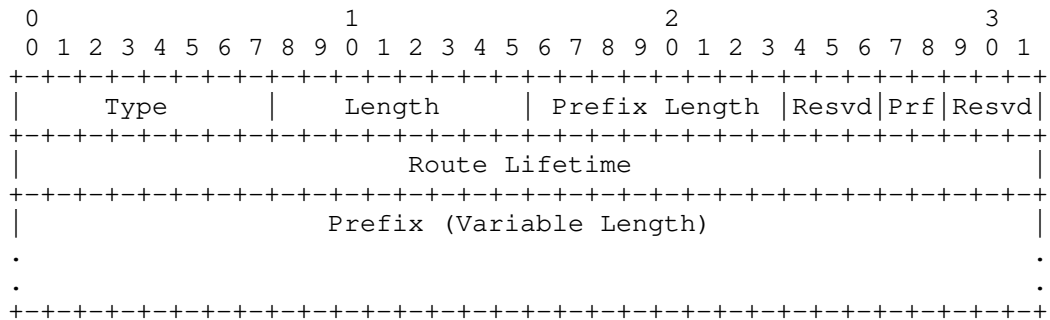 0                   1                   2                   3
 0 1 2 3 4 5 6 7 8 9 0 1 2 3 4 5 6 7 8 9 0 1 2 3 4 5 6 7 8 9 0 1
+-+-+-+-+-+-+-+-+-+-+-+-+-+-+-+-+-+-+-+-+-+-+-+-+-+-+-+-+-+-+-+-+
|     Type      |    Length     | Prefix Length |Resvd|Prf|Resvd|
+-+-+-+-+-+-+-+-+-+-+-+-+-+-+-+-+-+-+-+-+-+-+-+-+-+-+-+-+-+-+-+-+
|                        Route Lifetime                         |
+-+-+-+-+-+-+-+-+-+-+-+-+-+-+-+-+-+-+-+-+-+-+-+-+-+-+-+-+-+-+-+-+
|                   Prefix (Variable Length)                    |
.                                                               .
.                                                               .
+-+-+-+-+-+-+-+-+-+-+-+-+-+-+-+-+-+-+-+-+-+-+-+-+-+-+-+-+-+-+-+-+